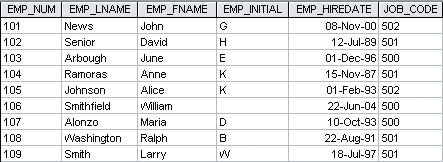 EMP_NUM EMP_LNAME EMP_FNAME EMP_INITIAL EMP_HIREDATE JOB_CODE
101 News John G 08-Nov-00 502
102 Senior David H 12-Jul-89 501
103 Arbough June E 01-Dec-96 500
104 Ramoras Anne K 15-Nov-87 501
105 Johnson Alice K 01-Feb-93 502
106 Smithfield William 22-Jun-04 500
107 Alonzo Maria D 10-Oct-93 500
108 Washington Ralph B 22-Aug-91 501
109 Smith Larry W 18-Jul-97 501